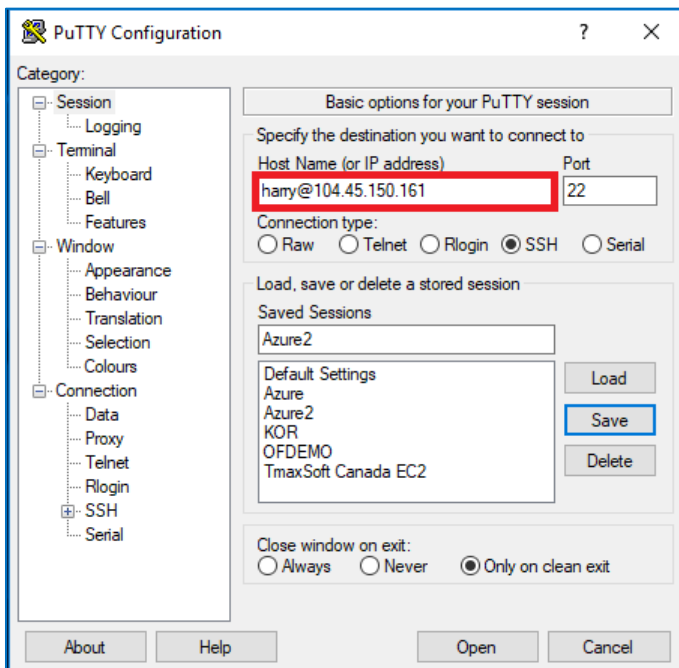 PuTTY Configuration
?
Category:
Session
Logging
Terminal
Keyboard
Bell
Features
Window
Appearance
Behaviour
Translation
Selection
Colours
Connection
Data
Proxy
Telnet
Rlogin
SSH
Serial
Basic options for your PuTTY session
Specify the destination you want to connect to
Host Name (or IP address) Port
harry@104.45.150.161 22
Connection type:
Raw Telnet Rlogin SSH Serial
Load, save or delete a stored session
Saved Sessions
Azure2
Default Settings
Azure
Azure2
KOR
OFDEMO
TmaxSoft Canada EC2
Load
Save
Delete
Close window on exit:
Always Never Only on clean exit
About Help Open Cancel